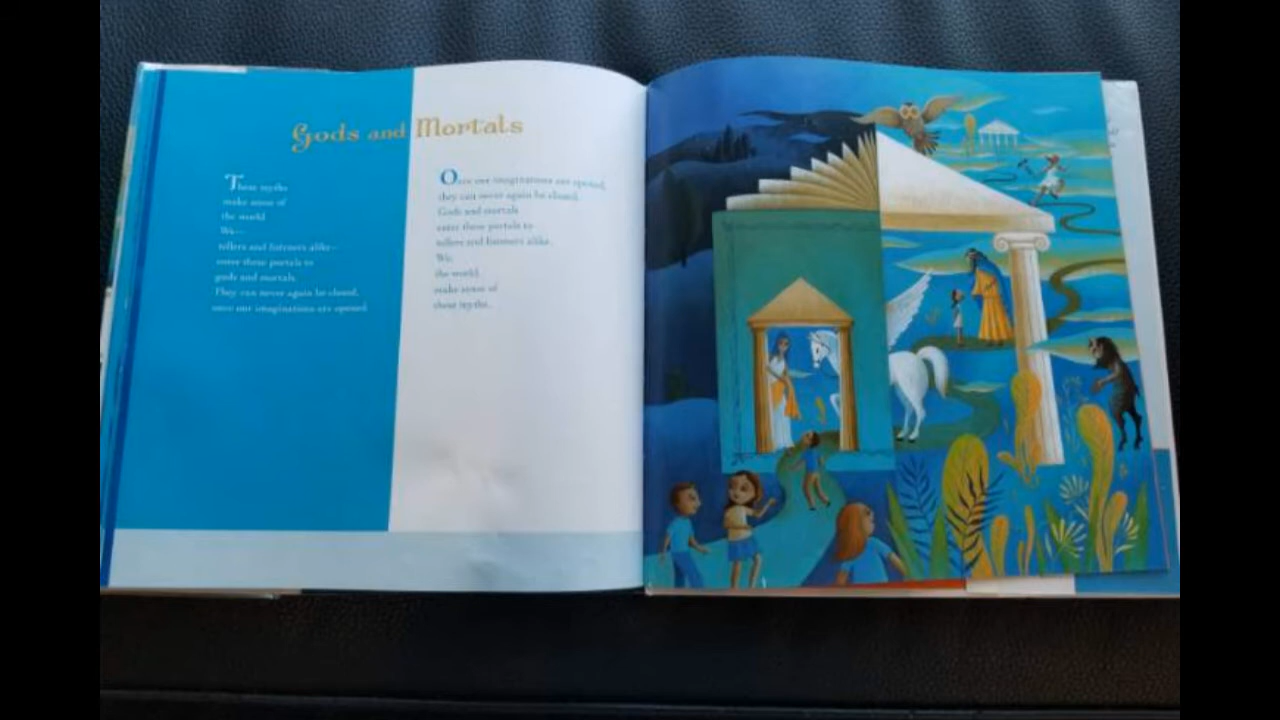 Gods and Mortals
These myths
make sense of
the world.
We—
tellers and listeners alike—
enter these portals to
gods and mortals.
They can never again be closed,
once our imaginations are opened.
Once our imaginations are opened,
they can never again be closed.
Gods and mortals
enter these portals to
tellers and listeners alike.
We,
the world,
make sense of
these myths.